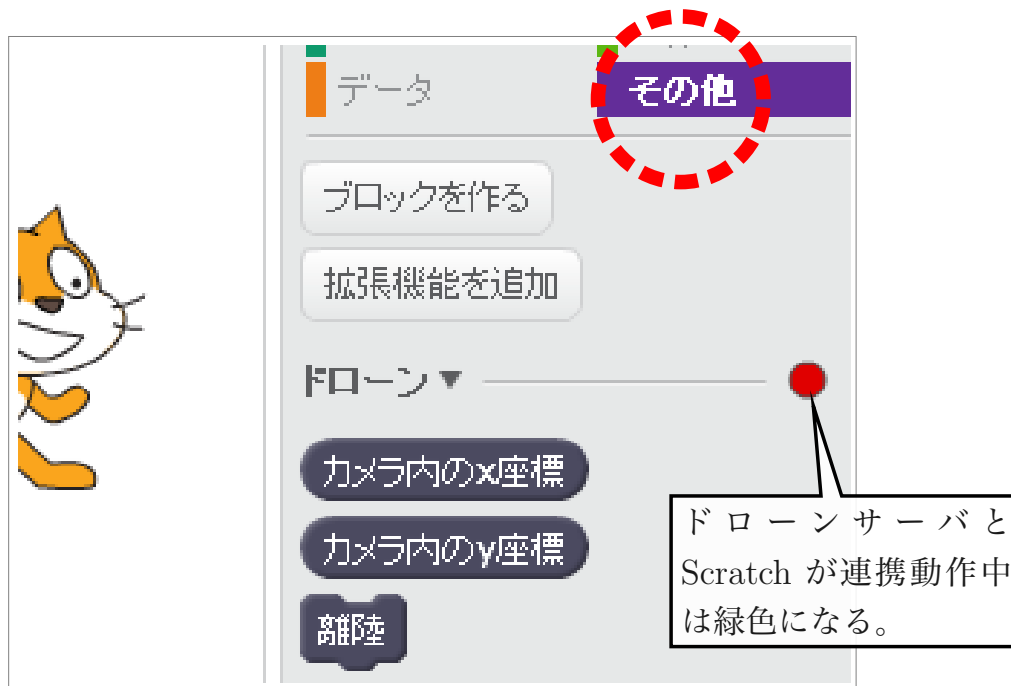 データ
その他
ブロックを作る
拡張機能を追加
ドローン▼
カメラ内のx座標
カメラ内のy座標
離陸
ドローンサーバと
Scratch が連携動作中
は緑色になる。